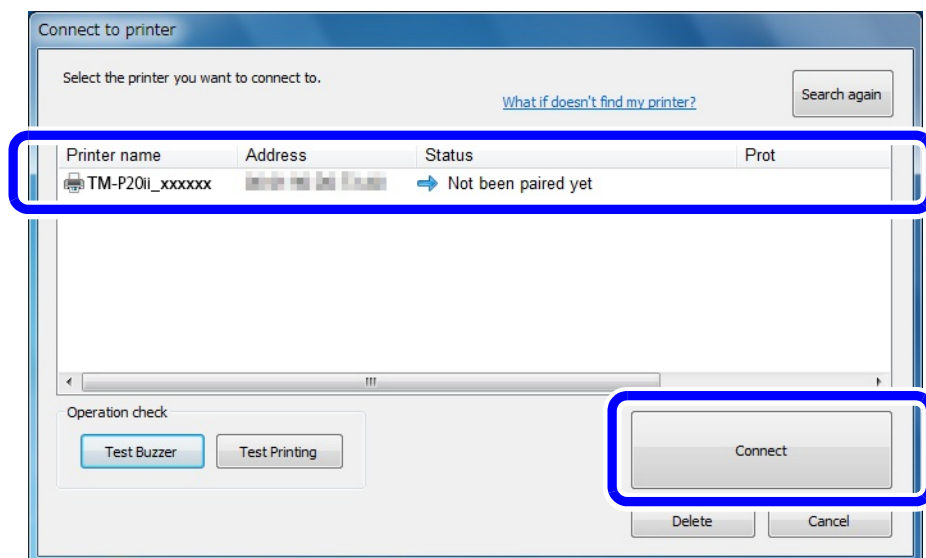 Connect to printer
Select the printer you want to connect to.
What if doesn't find my printer?
Search again
Printer name Address Status Prot
TM-P20ii_xxxxxx Not been paired yet
Operation check
Test Buzzer Test Printing
Connect
Delete Cancel